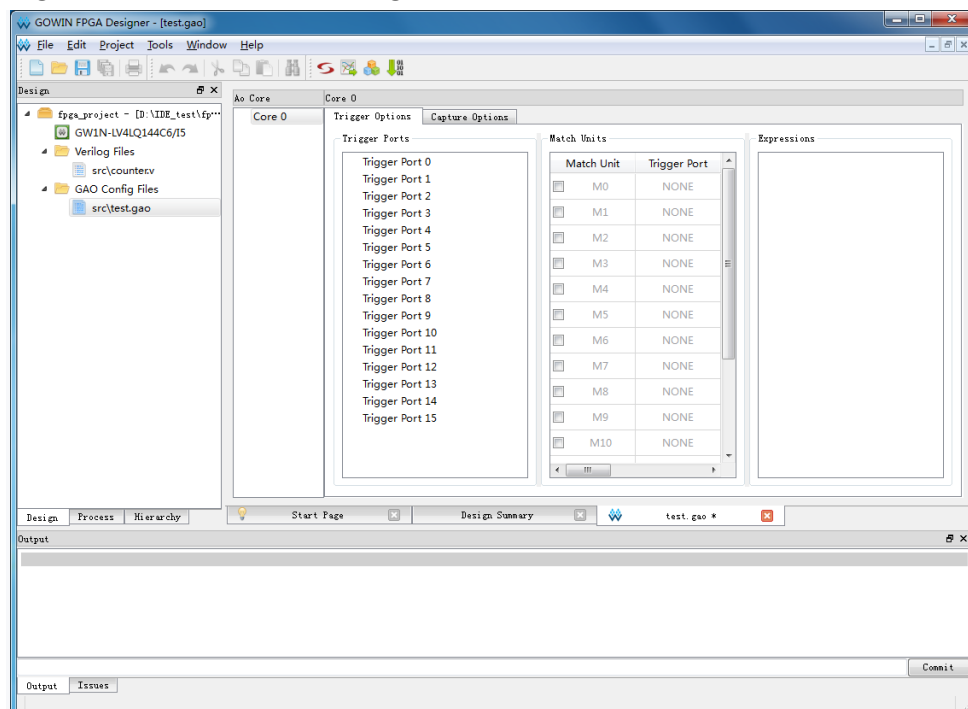 GOWIN FPGA Designer - [test.gao]
File Edit Project Tools Window Help
Design
fpga_project - [D:\IDE_test\fp···
GW1N-LV4LQ144C6/I5
Verilog Files
src\counter.v
GAO Config Files
src\test.gao
Ao Core
Core 0
Core 0
Trigger Options Capture Options
Trigger Ports
Trigger Port 0
Trigger Port 1
Trigger Port 2
Trigger Port 3
Trigger Port 4
Trigger Port 5
Trigger Port 6
Trigger Port 7
Trigger Port 8
Trigger Port 9
Trigger Port 10
Trigger Port 11
Trigger Port 12
Trigger Port 13
Trigger Port 14
Trigger Port 15
Match Units
Match Unit Trigger Port
M0 NONE
M1 NONE
M2 NONE
M3 NONE
M4 NONE
M5 NONE
M6 NONE
M7 NONE
M8 NONE
M9 NONE
M10 NONE
Expressions
Design Process Hierarchy
Start Page Design Summary test.gao *
Output
Commit
Output Issues